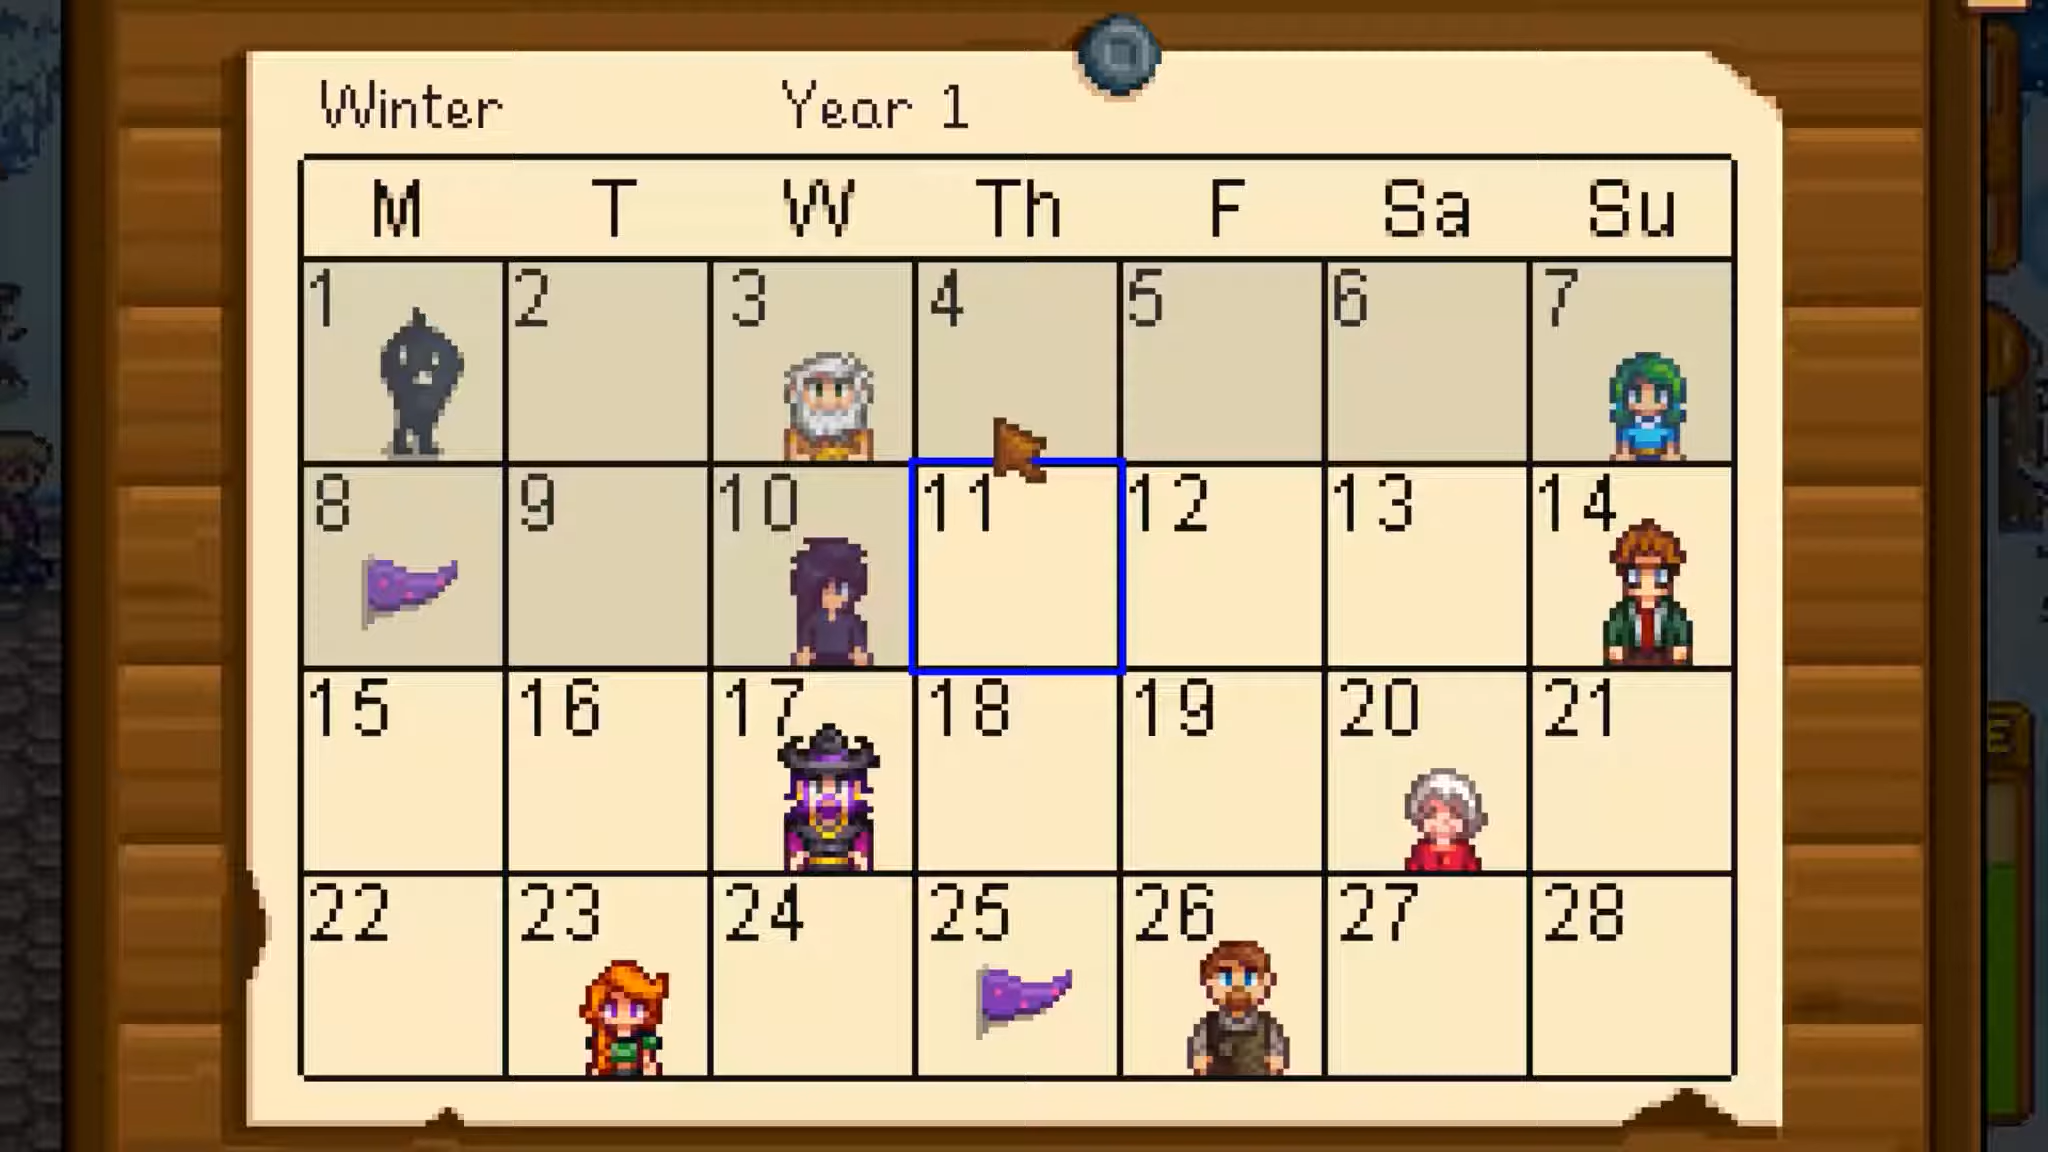 Winter Year 1
M T W Th F Sa Su
1 2 3 4 5 6 7
8 9 10 11 12 13 14
15 16 17 18 19 20 21
22 23 24 25 26 27 28
E